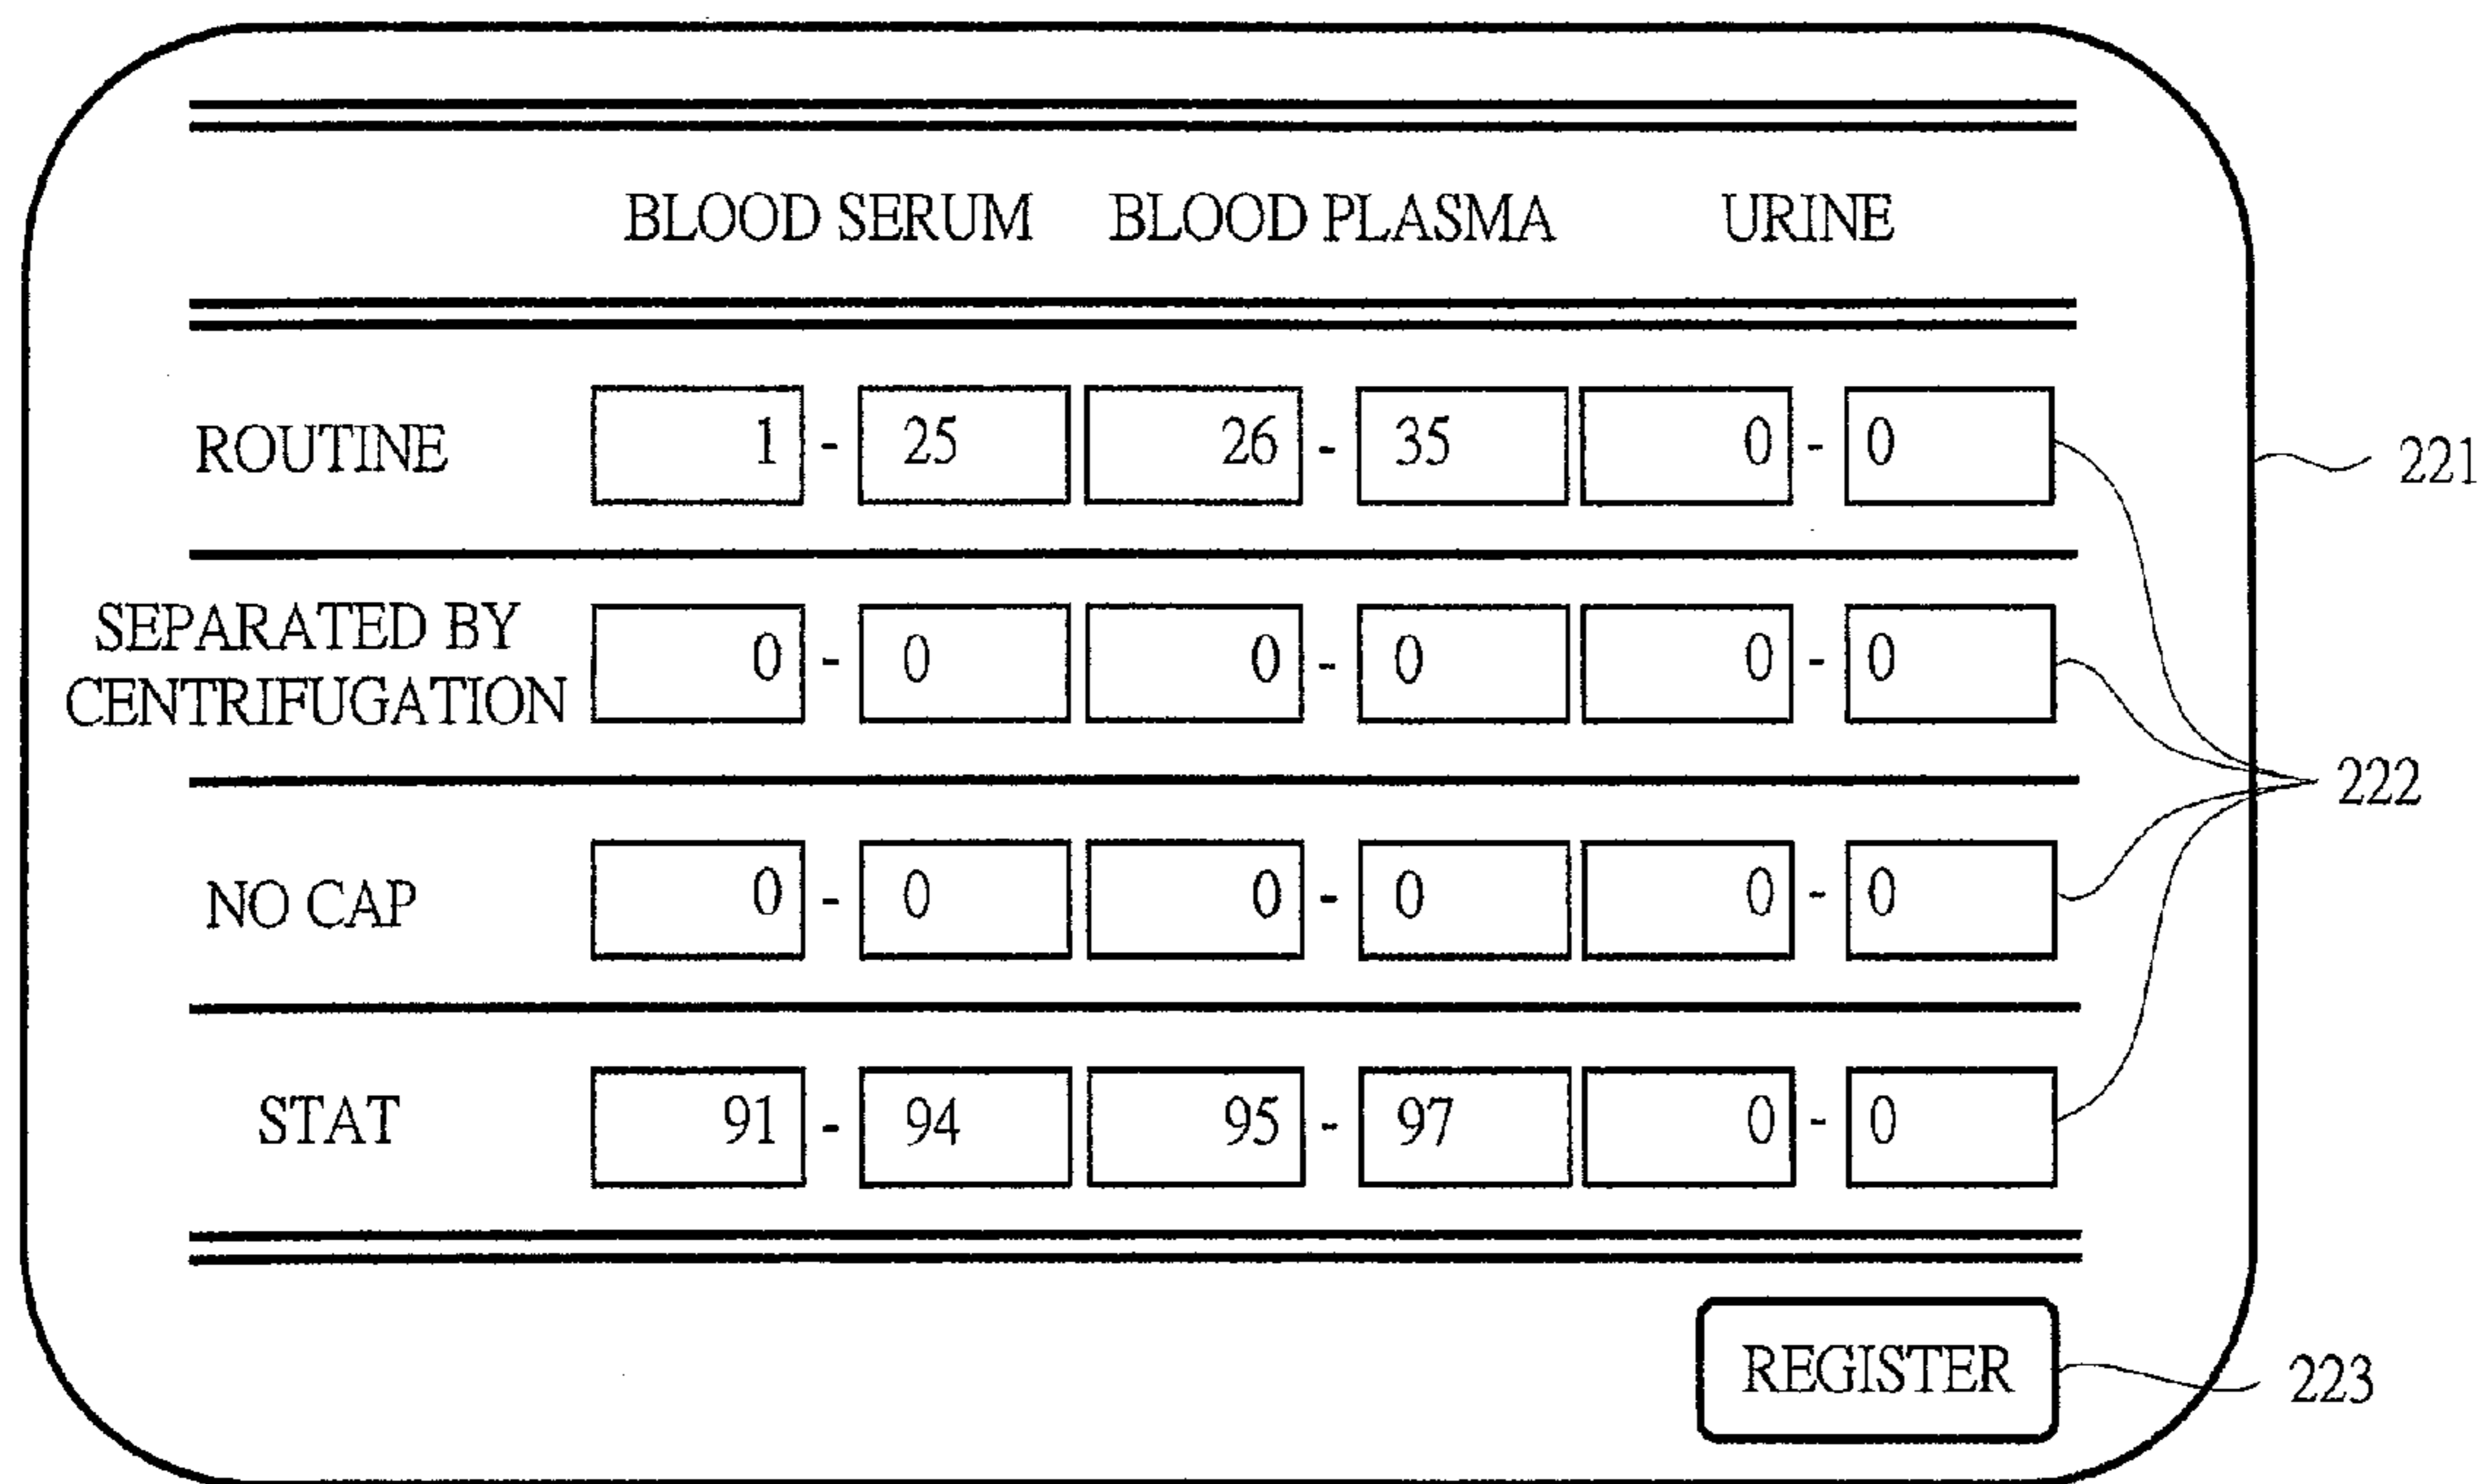 BLOOD SERUM BLOOD PLASMA URINE
ROUTINE 1 - 25 26 - 35 0 - 0
221
SEPARATED BY
CENTRIFUGATION 0 - 0 0 - 0 0 - 0
222
NO CAP 0 - 0 0 - 0 0 - 0
STAT 91 - 94 95 - 97 0 - 0
REGISTER
223